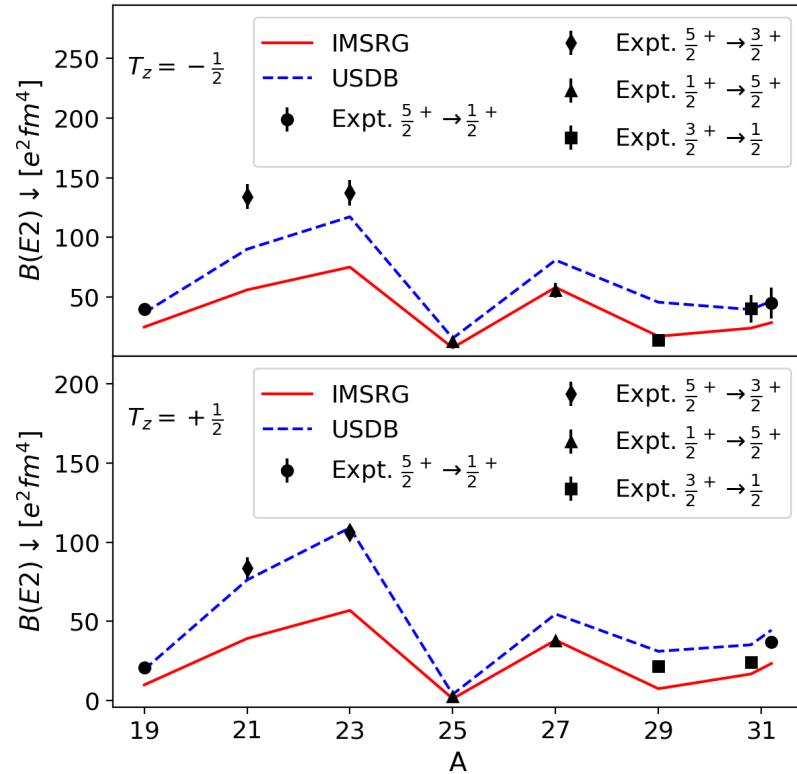 B(E2) ↓ [e²fm⁴]
250
200
150
100
50
T_z = −1/2
IMSRG
USDB
Expt. 5/2⁺ → 1/2⁺
Expt. 5/2⁺ → 3/2⁺
Expt. 1/2⁺ → 5/2⁺
Expt. 3/2⁺ → 1/2
B(E2) ↓ [e²fm⁴]
200
150
100
50
0
T_z = +1/2
IMSRG
USDB
Expt. 5/2⁺ → 1/2⁺
Expt. 5/2⁺ → 3/2⁺
Expt. 1/2⁺ → 5/2⁺
Expt. 3/2⁺ → 1/2
19 21 23 25 27 29 31
A